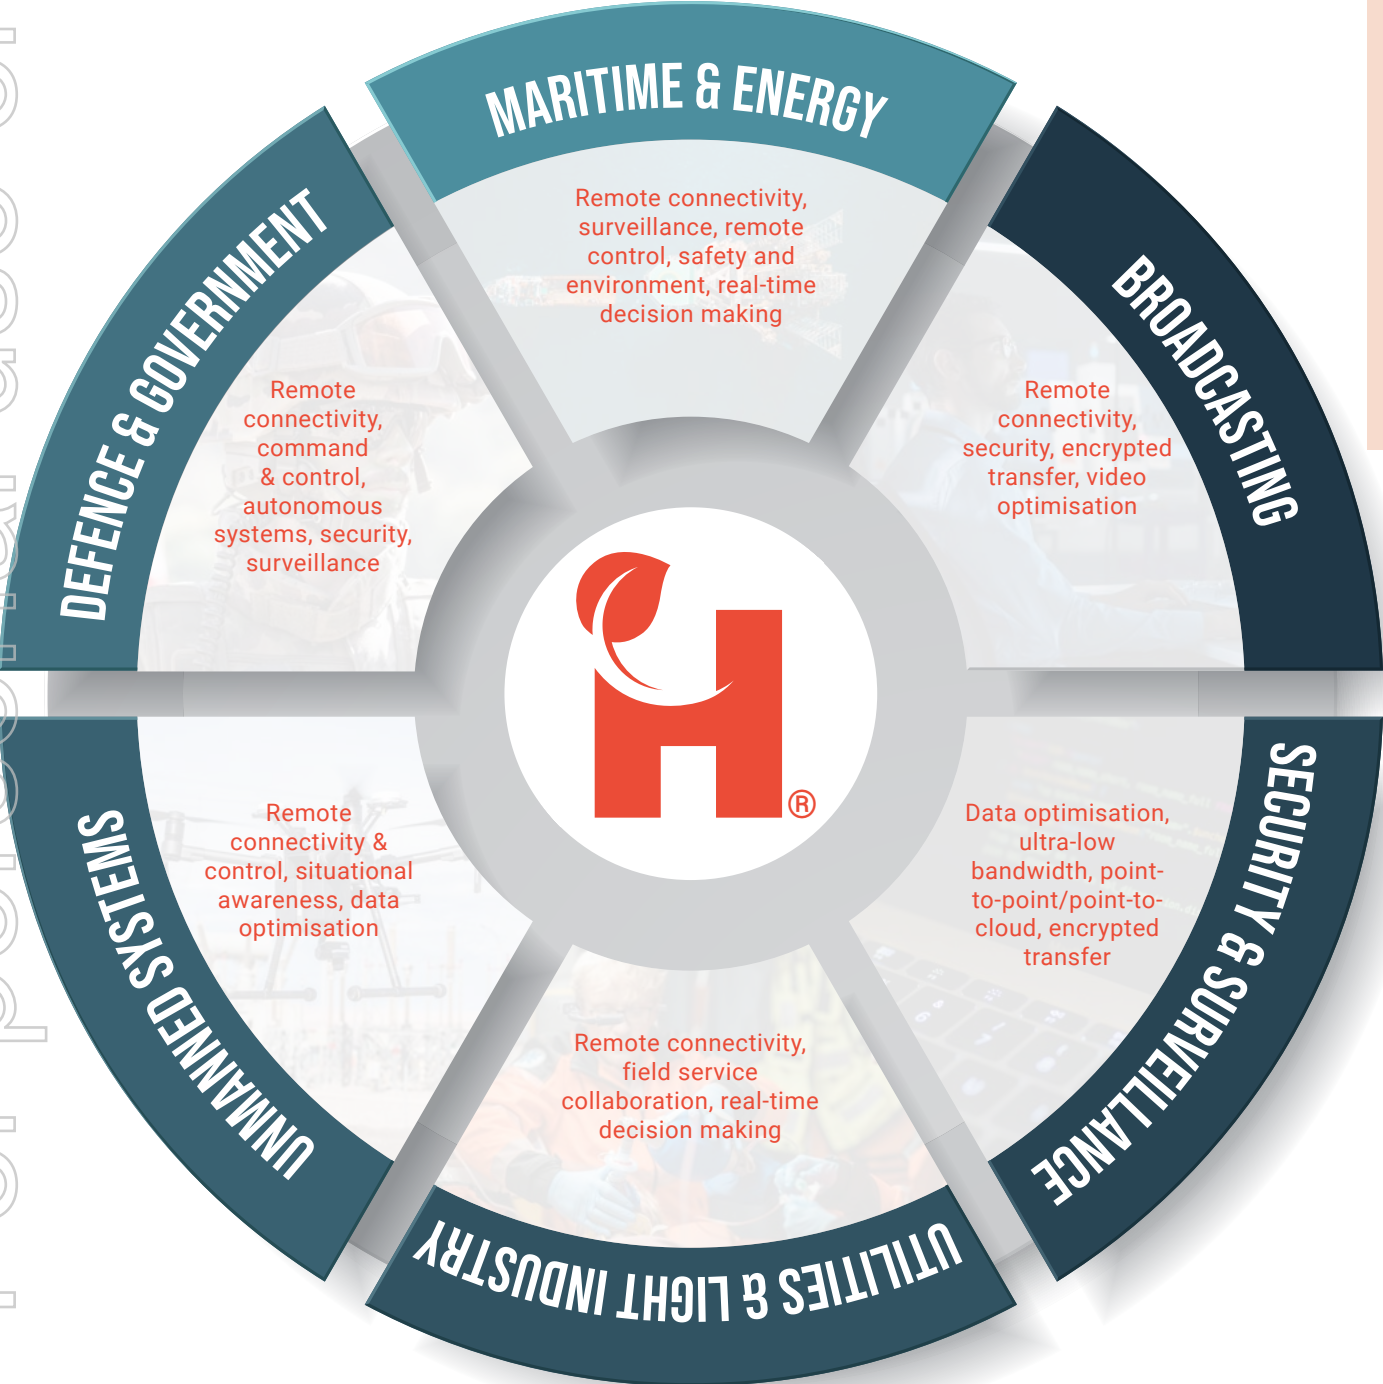 MARITIME & ENERGY
Remote connectivity,
surveillance, remote
control, safety and
environment, real-time
decision making
BROADCASTING
Remote
connectivity,
security, encrypted
transfer, video
optimisation
SECURITY & SURVEILLANCE
Data optimisation,
ultra-low
bandwidth, point-
to-point/point-to-
cloud, encrypted
transfer
UTILITIES & LIGHT INDUSTRY
Remote connectivity,
field service
collaboration, real-time
decision making
UNMANNED SYSTEMS
Remote
connectivity &
control, situational
awareness, data
optimisation
DEFENCE & GOVERNMENT
Remote
connectivity,
command
& control,
autonomous
systems, security,
surveillance
H®